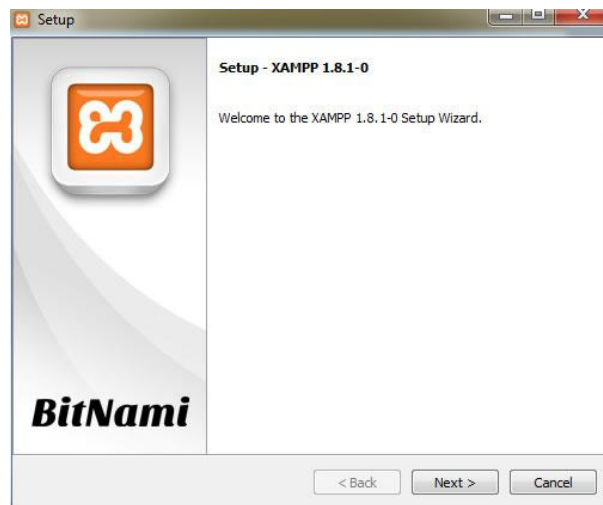 Setup
Setup - XAMPP 1.8.1-0
Welcome to the XAMPP 1.8.1-0 Setup Wizard.
BitNami
< Back
Next >
Cancel